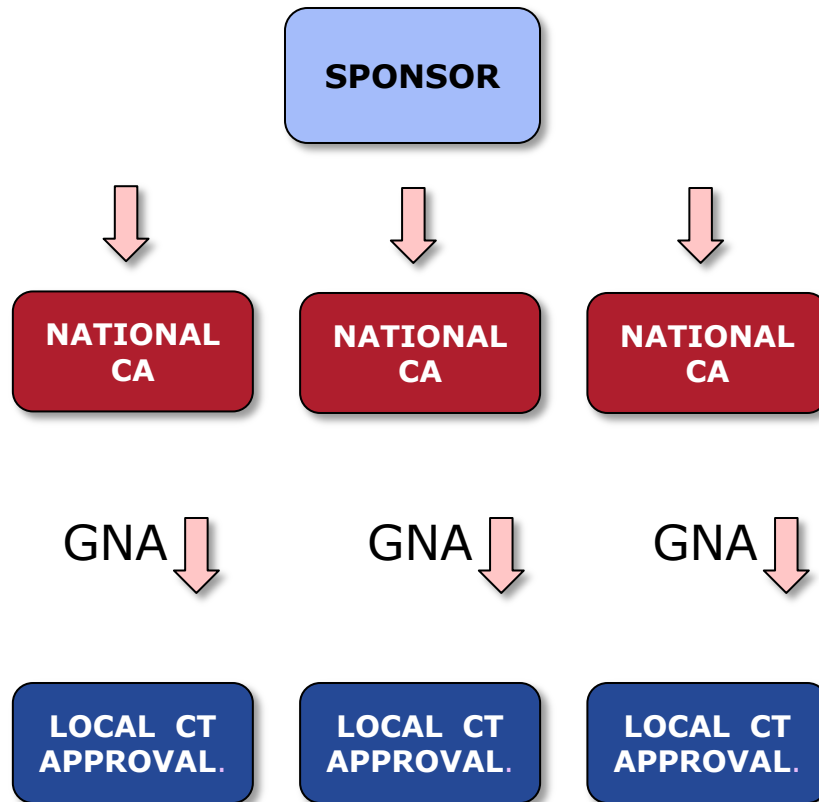 SPONSOR
NATIONAL NATIONAL NATIONAL
CA CA CA
GNA GNA GNA
LOCAL CT LOCAL CT LOCAL CT
APPROVAL. APPROVAL. APPROVAL.